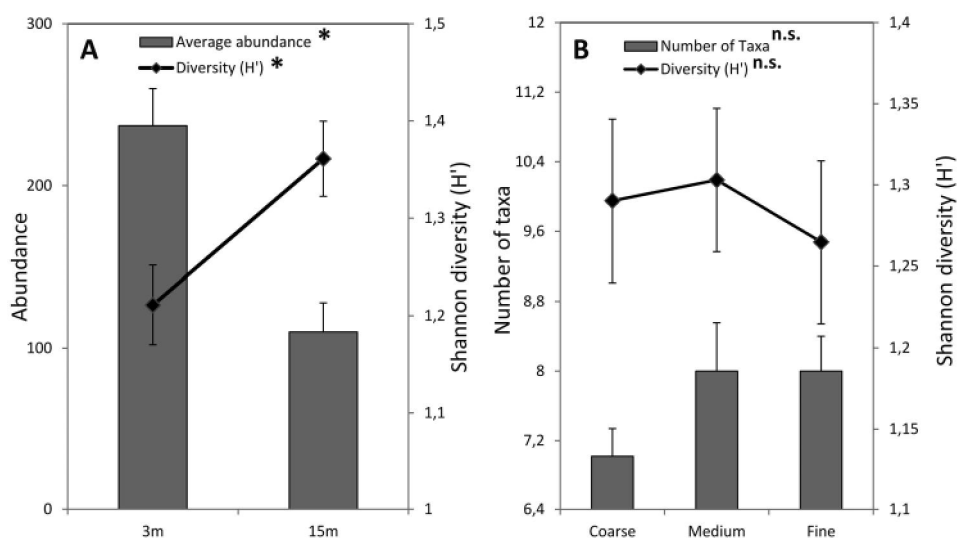 A
Average abundance *
Diversity (H') *
300
200
100
0
Abundance
1,5
1,4
1,3
1,2
1,1
1
Shannon diversity (H')
3m
15m
B
Number of Taxa n.s.
Diversity (H') n.s.
12
11,2
10,4
9,6
8,8
8
7,2
6,4
Number of taxa
1,4
1,35
1,3
1,25
1,2
1,15
1,1
Shannon diversity (H')
Coarse
Medium
Fine